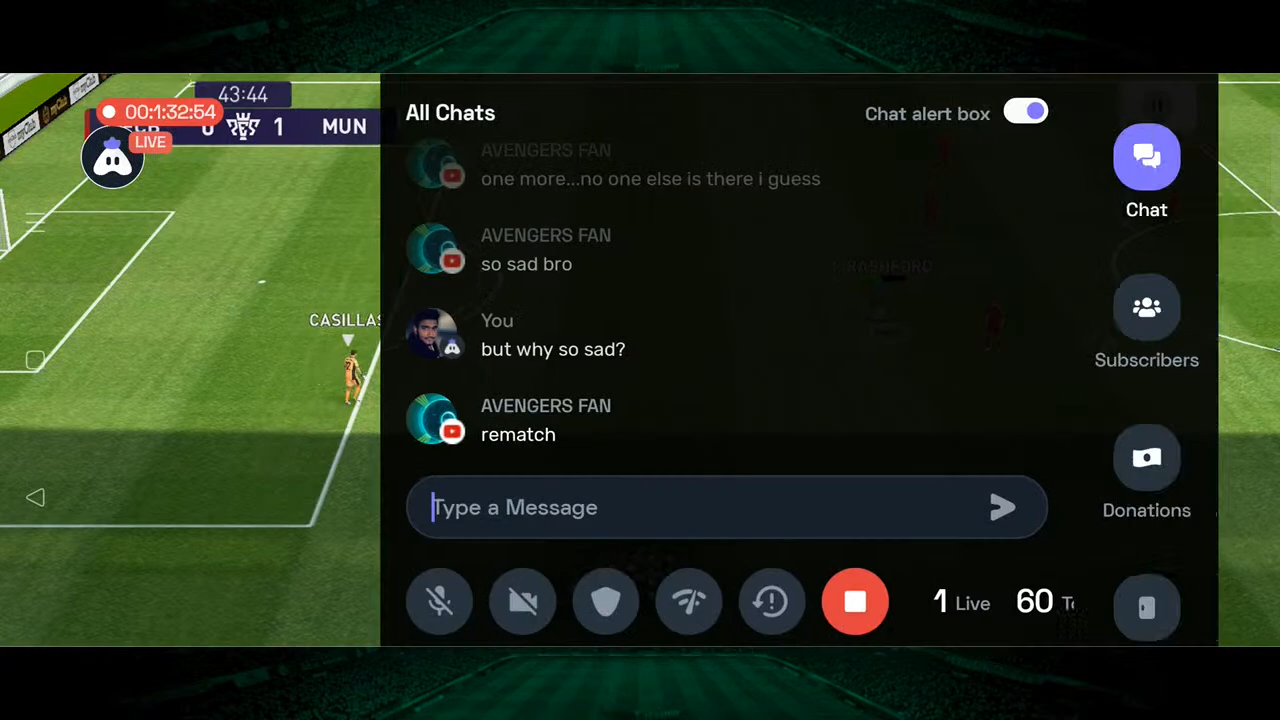 43:44
00:1:32:54
0 1 MUN
LIVE
All Chats
Chat alert box
AVENGERS FAN
one more...no one else is there i guess
Chat
AVENGERS FAN
so sad bro
RASHFORD
CASILLAS
You
but why so sad?
Subscribers
AVENGERS FAN
rematch
Type a Message
Donations
1 Live 60